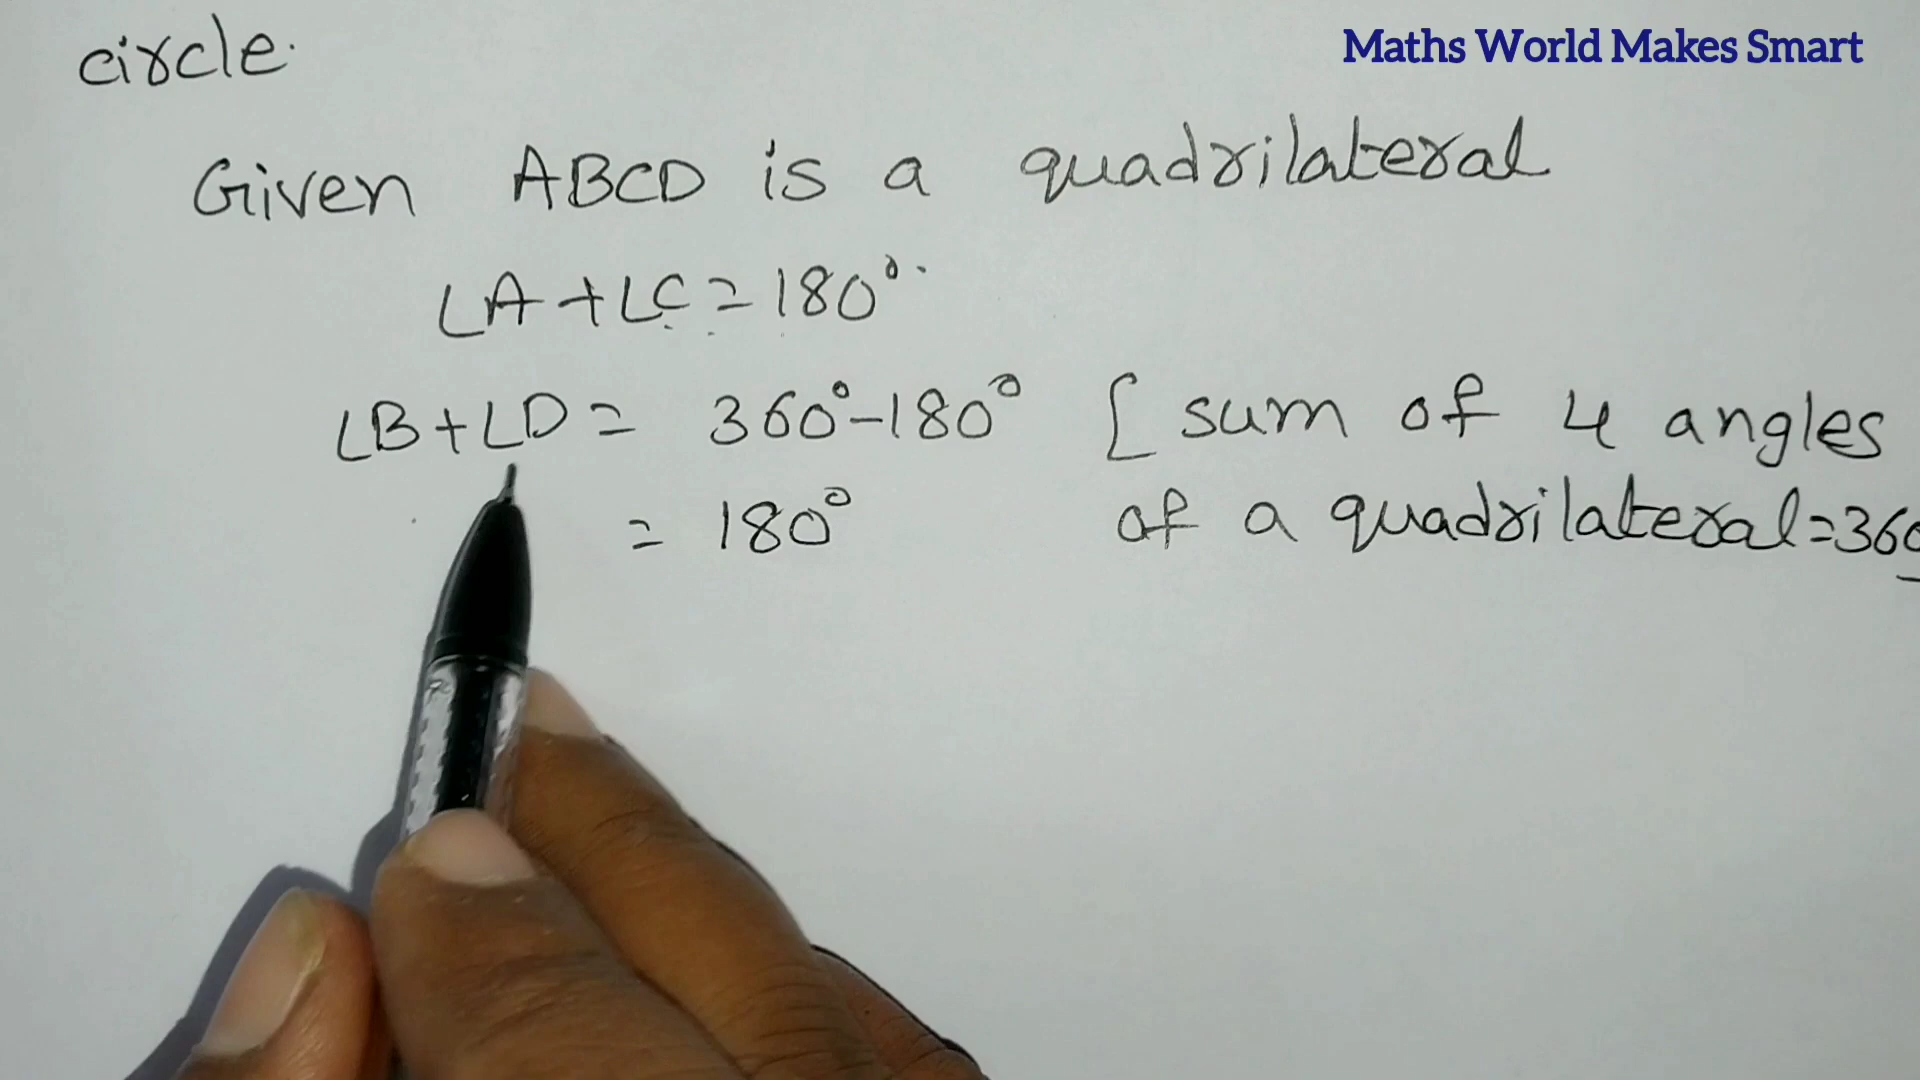 circle.
Maths World Makes Smart
Given ABCD is a quadrilateral
∠A+∠C=180°.
∠B+∠D= 360°-180° [sum of 4 angles
= 180° of a quadrilateral=360